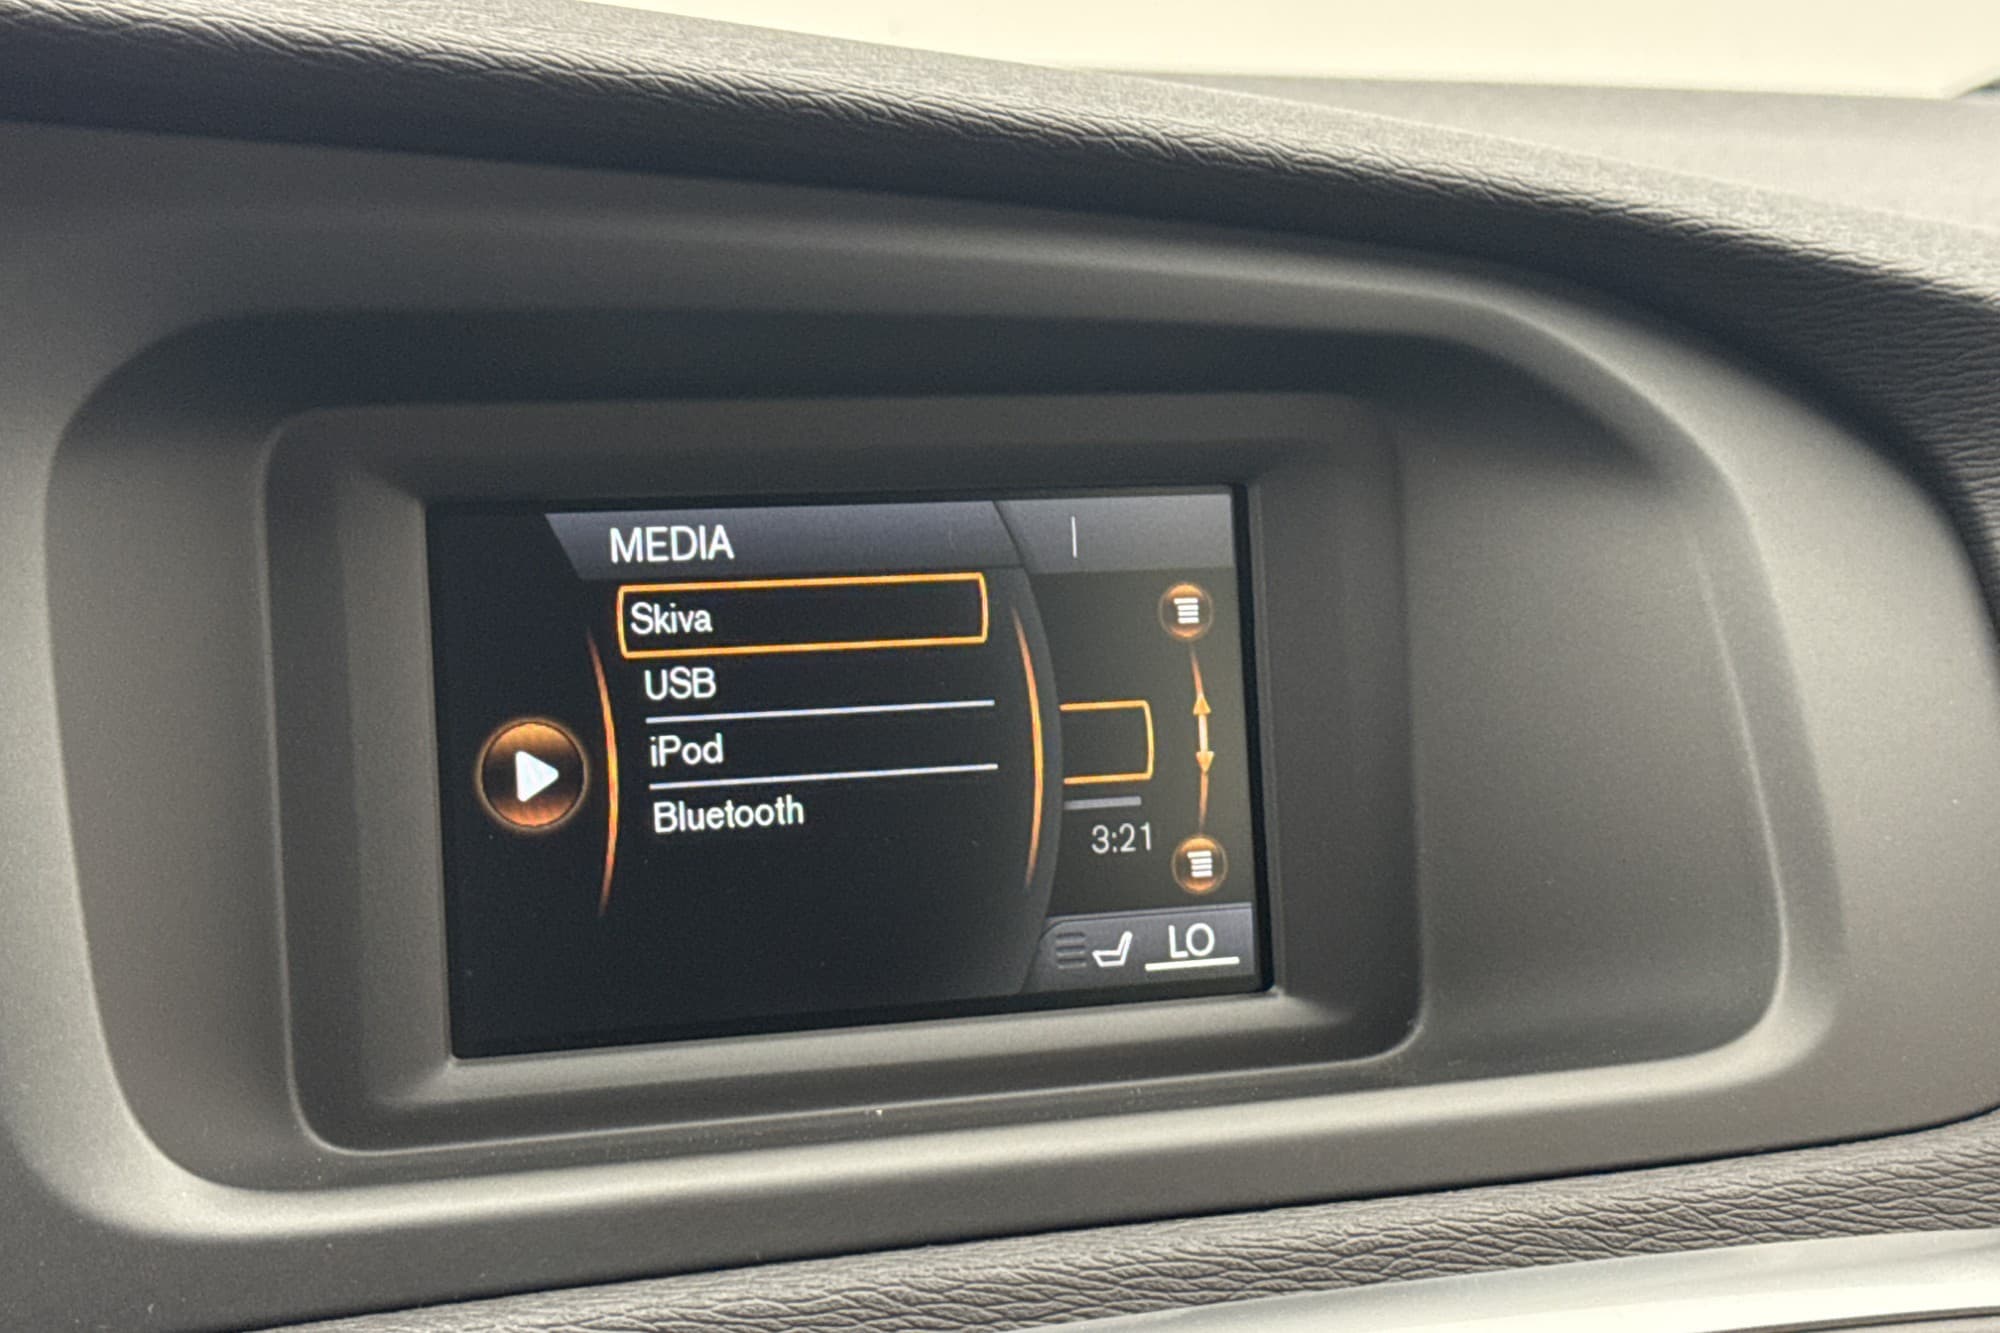 MEDIA
Skiva
USB
iPod
Bluetooth
3:21
LO